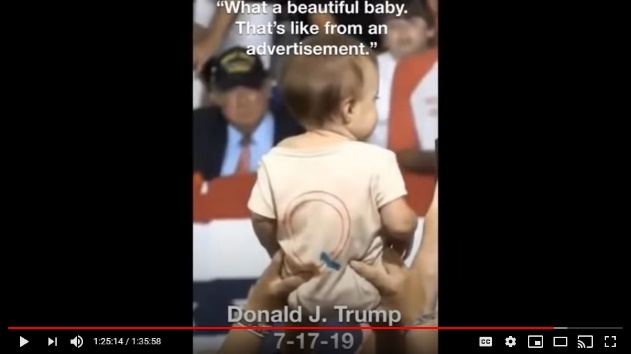 “What a beautiful baby.
That’s like from an
advertisement.”
Donald J. Trump
7-17-19
1:25:14 / 1:35:58
CC